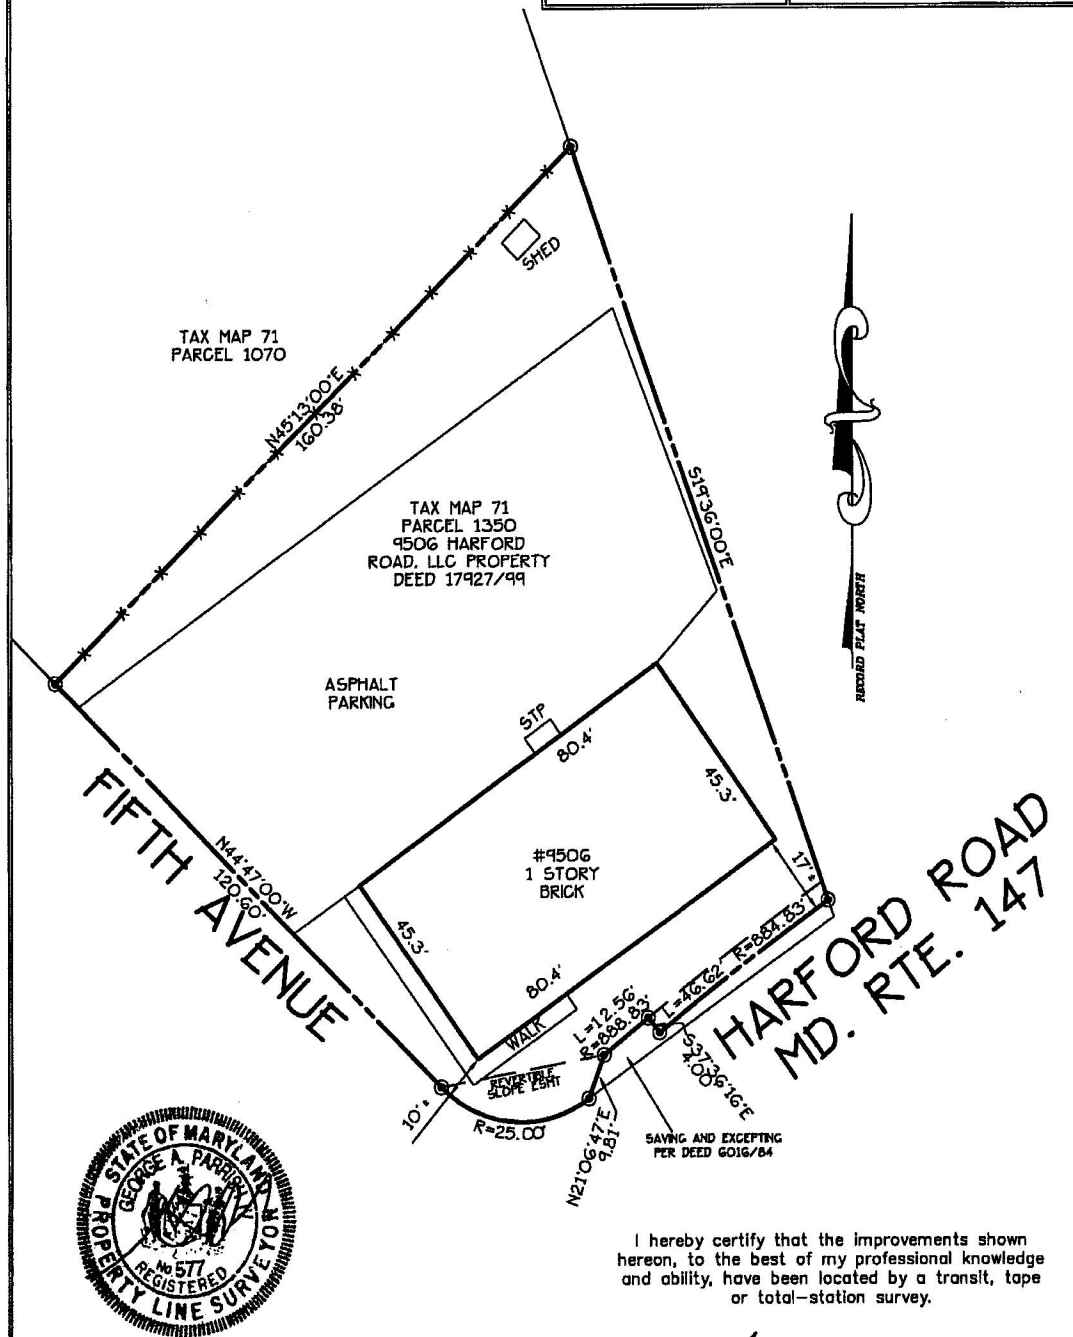 SHED
TAX MAP 71
PARCEL 1070
N45°13'00"E
160.38'
TAX MAP 71
PARCEL 1350
9506 HARFORD
ROAD, LLC PROPERTY
DEED 17927/99
S19°36'00"E
RECORD PLAT NORTH
ASPHALT
PARKING
STP
80.4'
45.3'
FIFTH AVENUE
N44°47'00"W
120.60'
#9506
1 STORY
BRICK
17'±
45.3'
80.4'
HARFORD ROAD
MD. RTE. 147
L=46.62' R=884.83'
L=12.56'
R=888.83'
WALK
S37°36'16"E
4.00'
REVERTIBLE
SLOPE ESMT
10'±
R=25.00'
N21°06'47"E
9.81'
SAVING AND EXCEPTING
PER DEED 6016/84
STATE OF MARYLAND
GEORGE A. PARRISH
No 577
REGISTERED
PROPERTY LINE SURVEYOR
I hereby certify that the improvements shown
hereon, to the best of my professional knowledge
and ability, have been located by a transit, tape
or total-station survey.